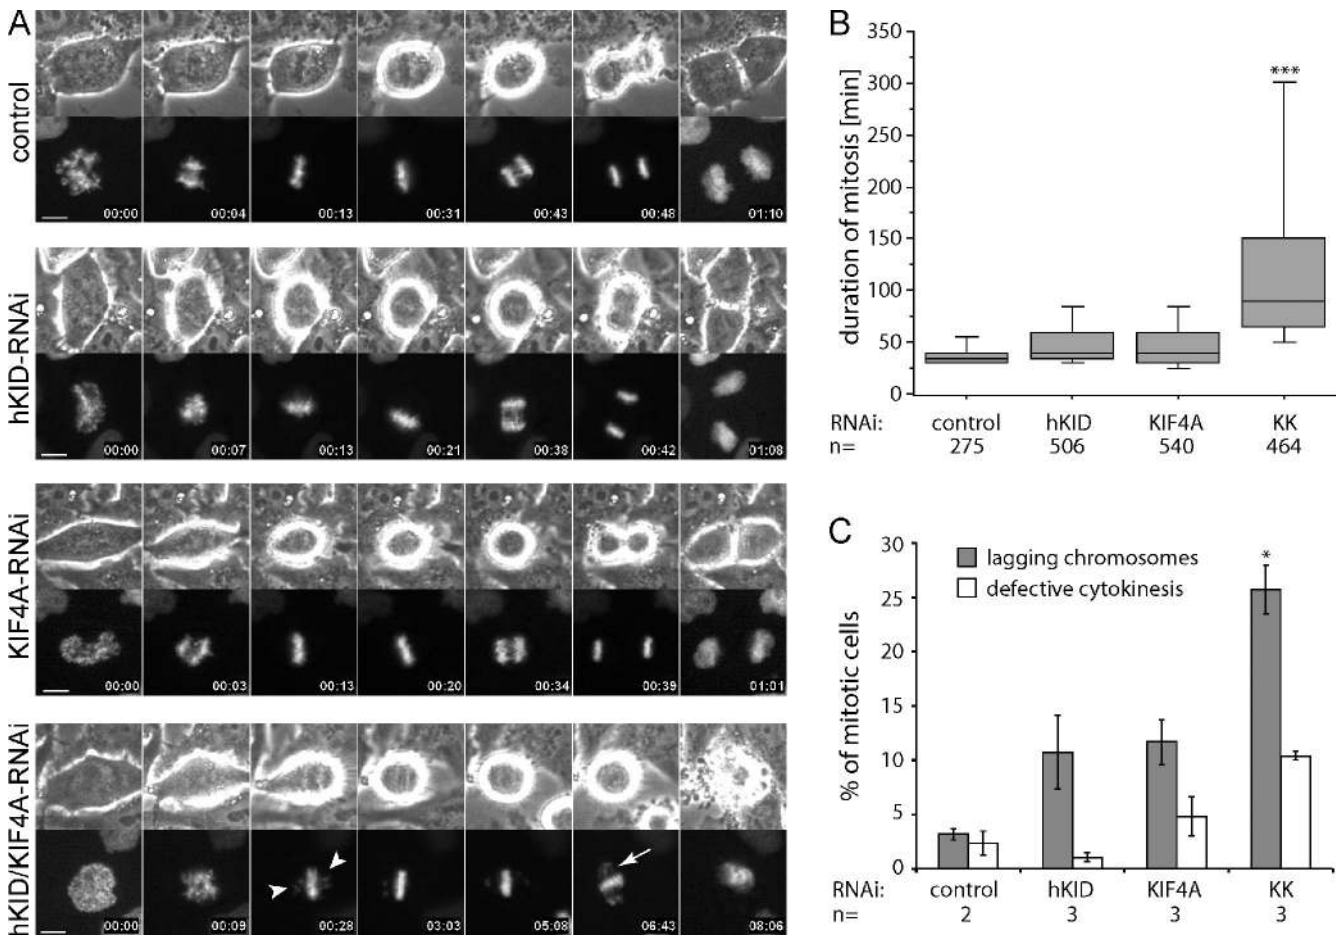 A
control
00:00 00:04 00:13 00:31 00:43 00:48 01:10
hKID-RNAi
00:00 00:07 00:13 00:21 00:38 00:42 01:08
KIF4A-RNAi
00:00 00:03 00:13 00:20 00:34 00:39 01:01
hKID/KIF4A-RNAi
00:00 00:09 00:28 03:03 05:08 06:43 08:06
B
duration of mitosis [min]
350
300
250
200
150
100
50
0
***
RNAi: control hKID KIF4A KK
n= 275 506 540 464
C
% of mitotic cells
30
25
20
15
10
5
0
lagging chromosomes
defective cytokinesis
*
RNAi: control hKID KIF4A KK
n= 2 3 3 3